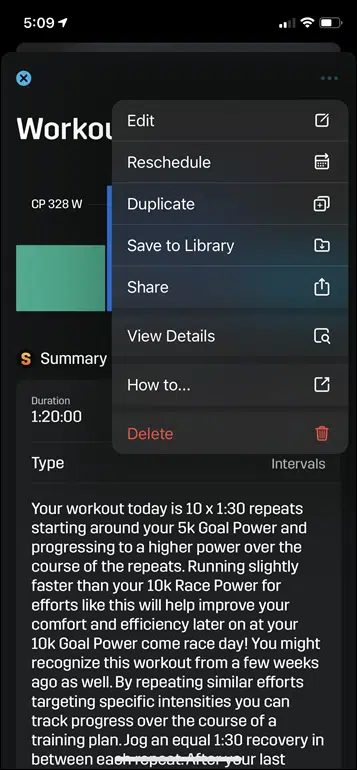 5:09
Workou
Edit
Reschedule
CP 328 W
Duplicate
Save to Library
Share
View Details
S Summary
How to...
Duration
1:20:00
Delete
Type
Intervals
Your workout today is 10 x 1:30 repeats
starting around your 5k Goal Power and
progressing to a higher power over the
course of the repeats. Running slightly
faster than your 10k Race Power for
efforts like this will help improve your
comfort and efficiency later on at your
10k Goal Power come race day! You might
recognize this workout from a few weeks
ago as well. By repeating similar efforts
targeting specific intensities you can
track progress over the course of a
training plan. Jog an equal 1:30 recovery in
between each repeat. After your last